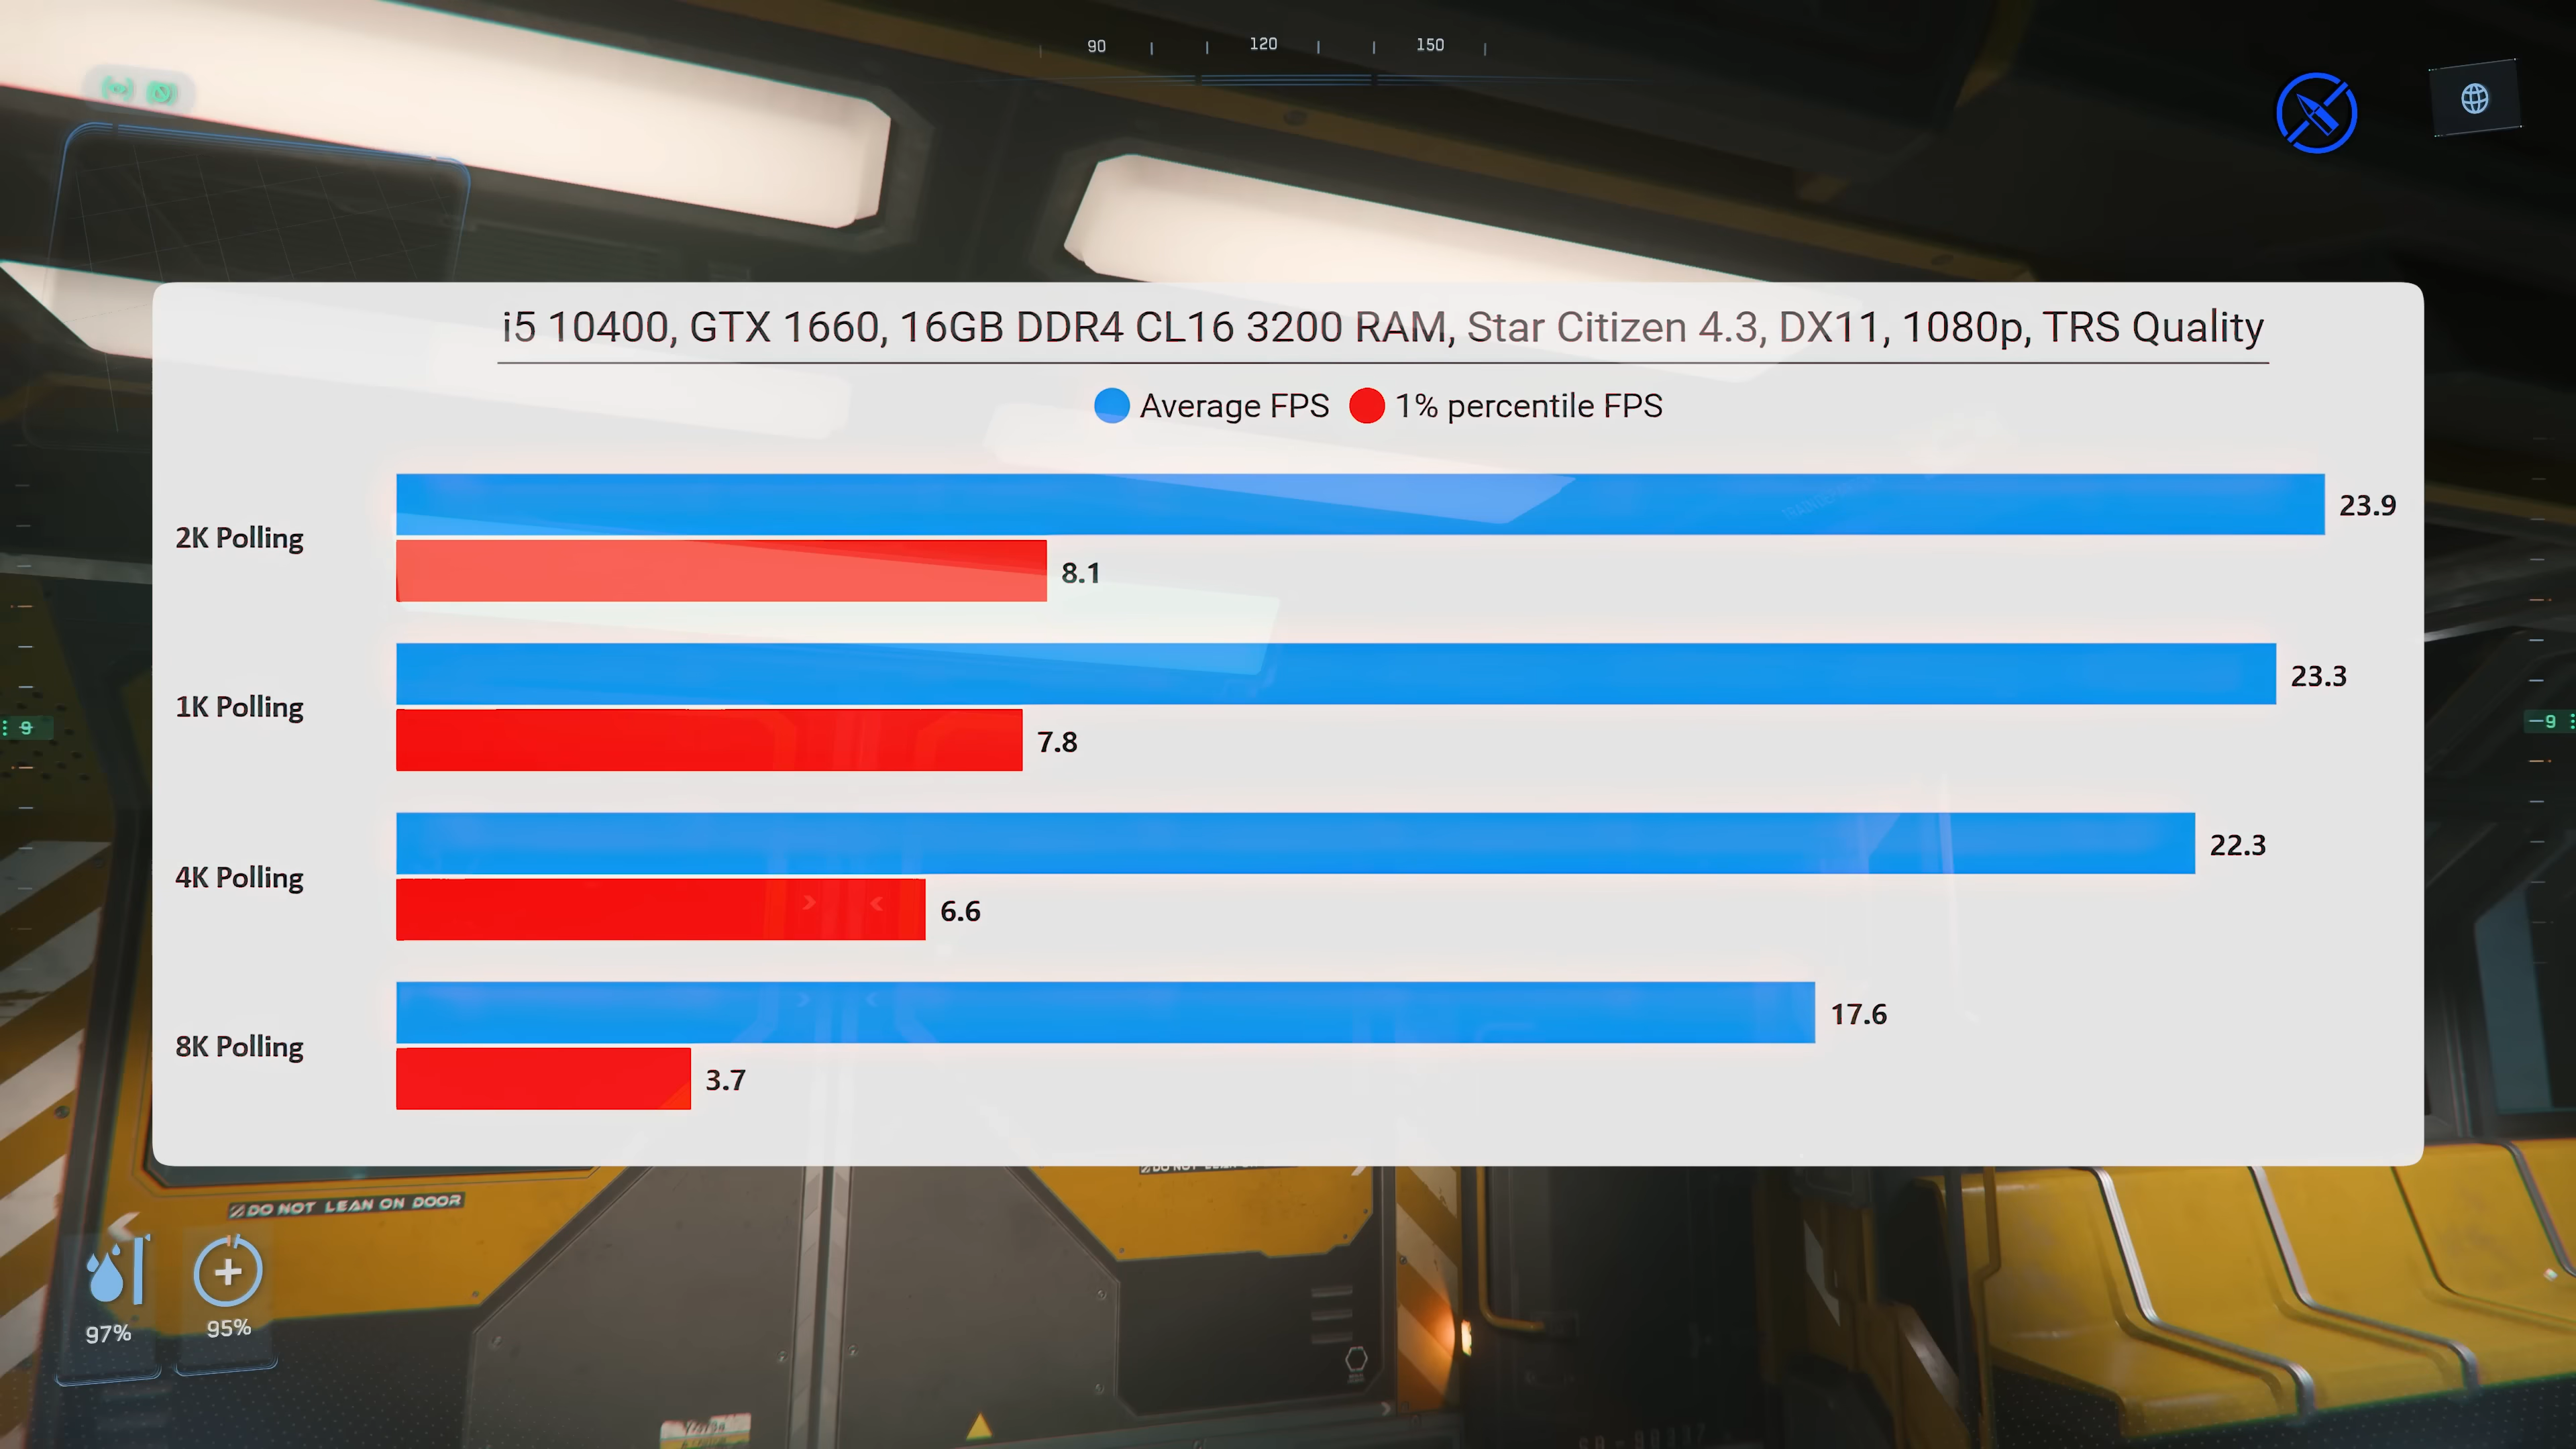 90 120 150
i5 10400, GTX 1660, 16GB DDR4 CL16 3200 RAM, Star Citizen 4.3, DX11, 1080p, TRS Quality
Average FPS 1% percentile FPS
2K Polling
23.9
8.1
1K Polling
23.3
7.8
4K Polling
22.3
6.6
8K Polling
17.6
3.7
9
9
DO NOT LEAN ON DOOR
97%
95%